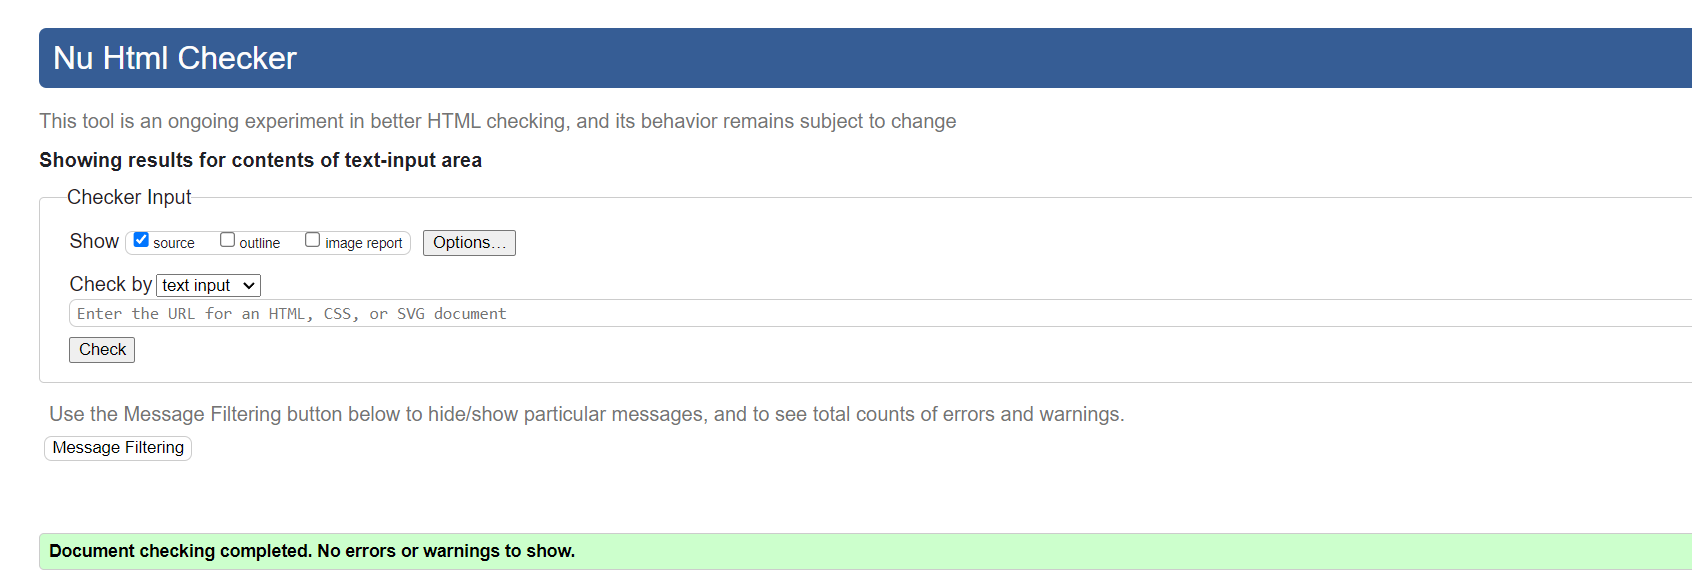 Nu Html Checker
This tool is an ongoing experiment in better HTML checking, and its behavior remains subject to change
Showing results for contents of text-input area
Checker Input
Show source outline image report Options…
Check by text input
Enter the URL for an HTML, CSS, or SVG document
Check
Use the Message Filtering button below to hide/show particular messages, and to see total counts of errors and warnings.
Message Filtering
Document checking completed. No errors or warnings to show.